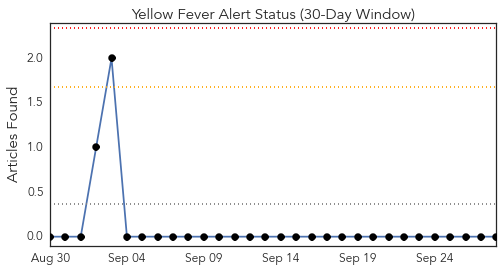 Yellow Fever Alert Status (30-Day Window)
Articles Found
2.0
1.5
1.0
0.5
0.0
Aug 30 Sep 04 Sep 09 Sep 14 Sep 19 Sep 24